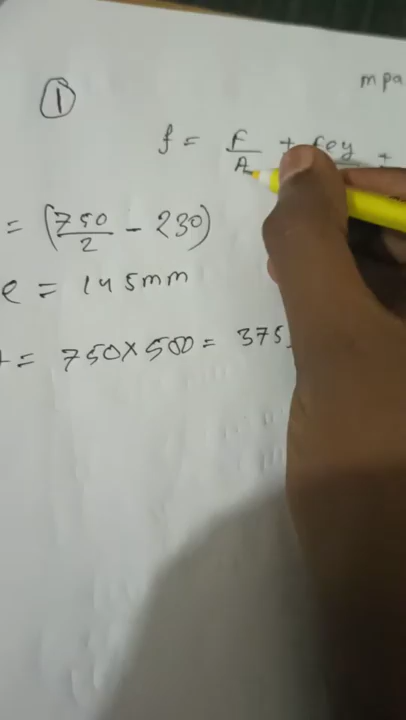 mpa
①
f = F/A + Fey +
= (750/2 - 230)
e = 145mm
= 750×500 = 375